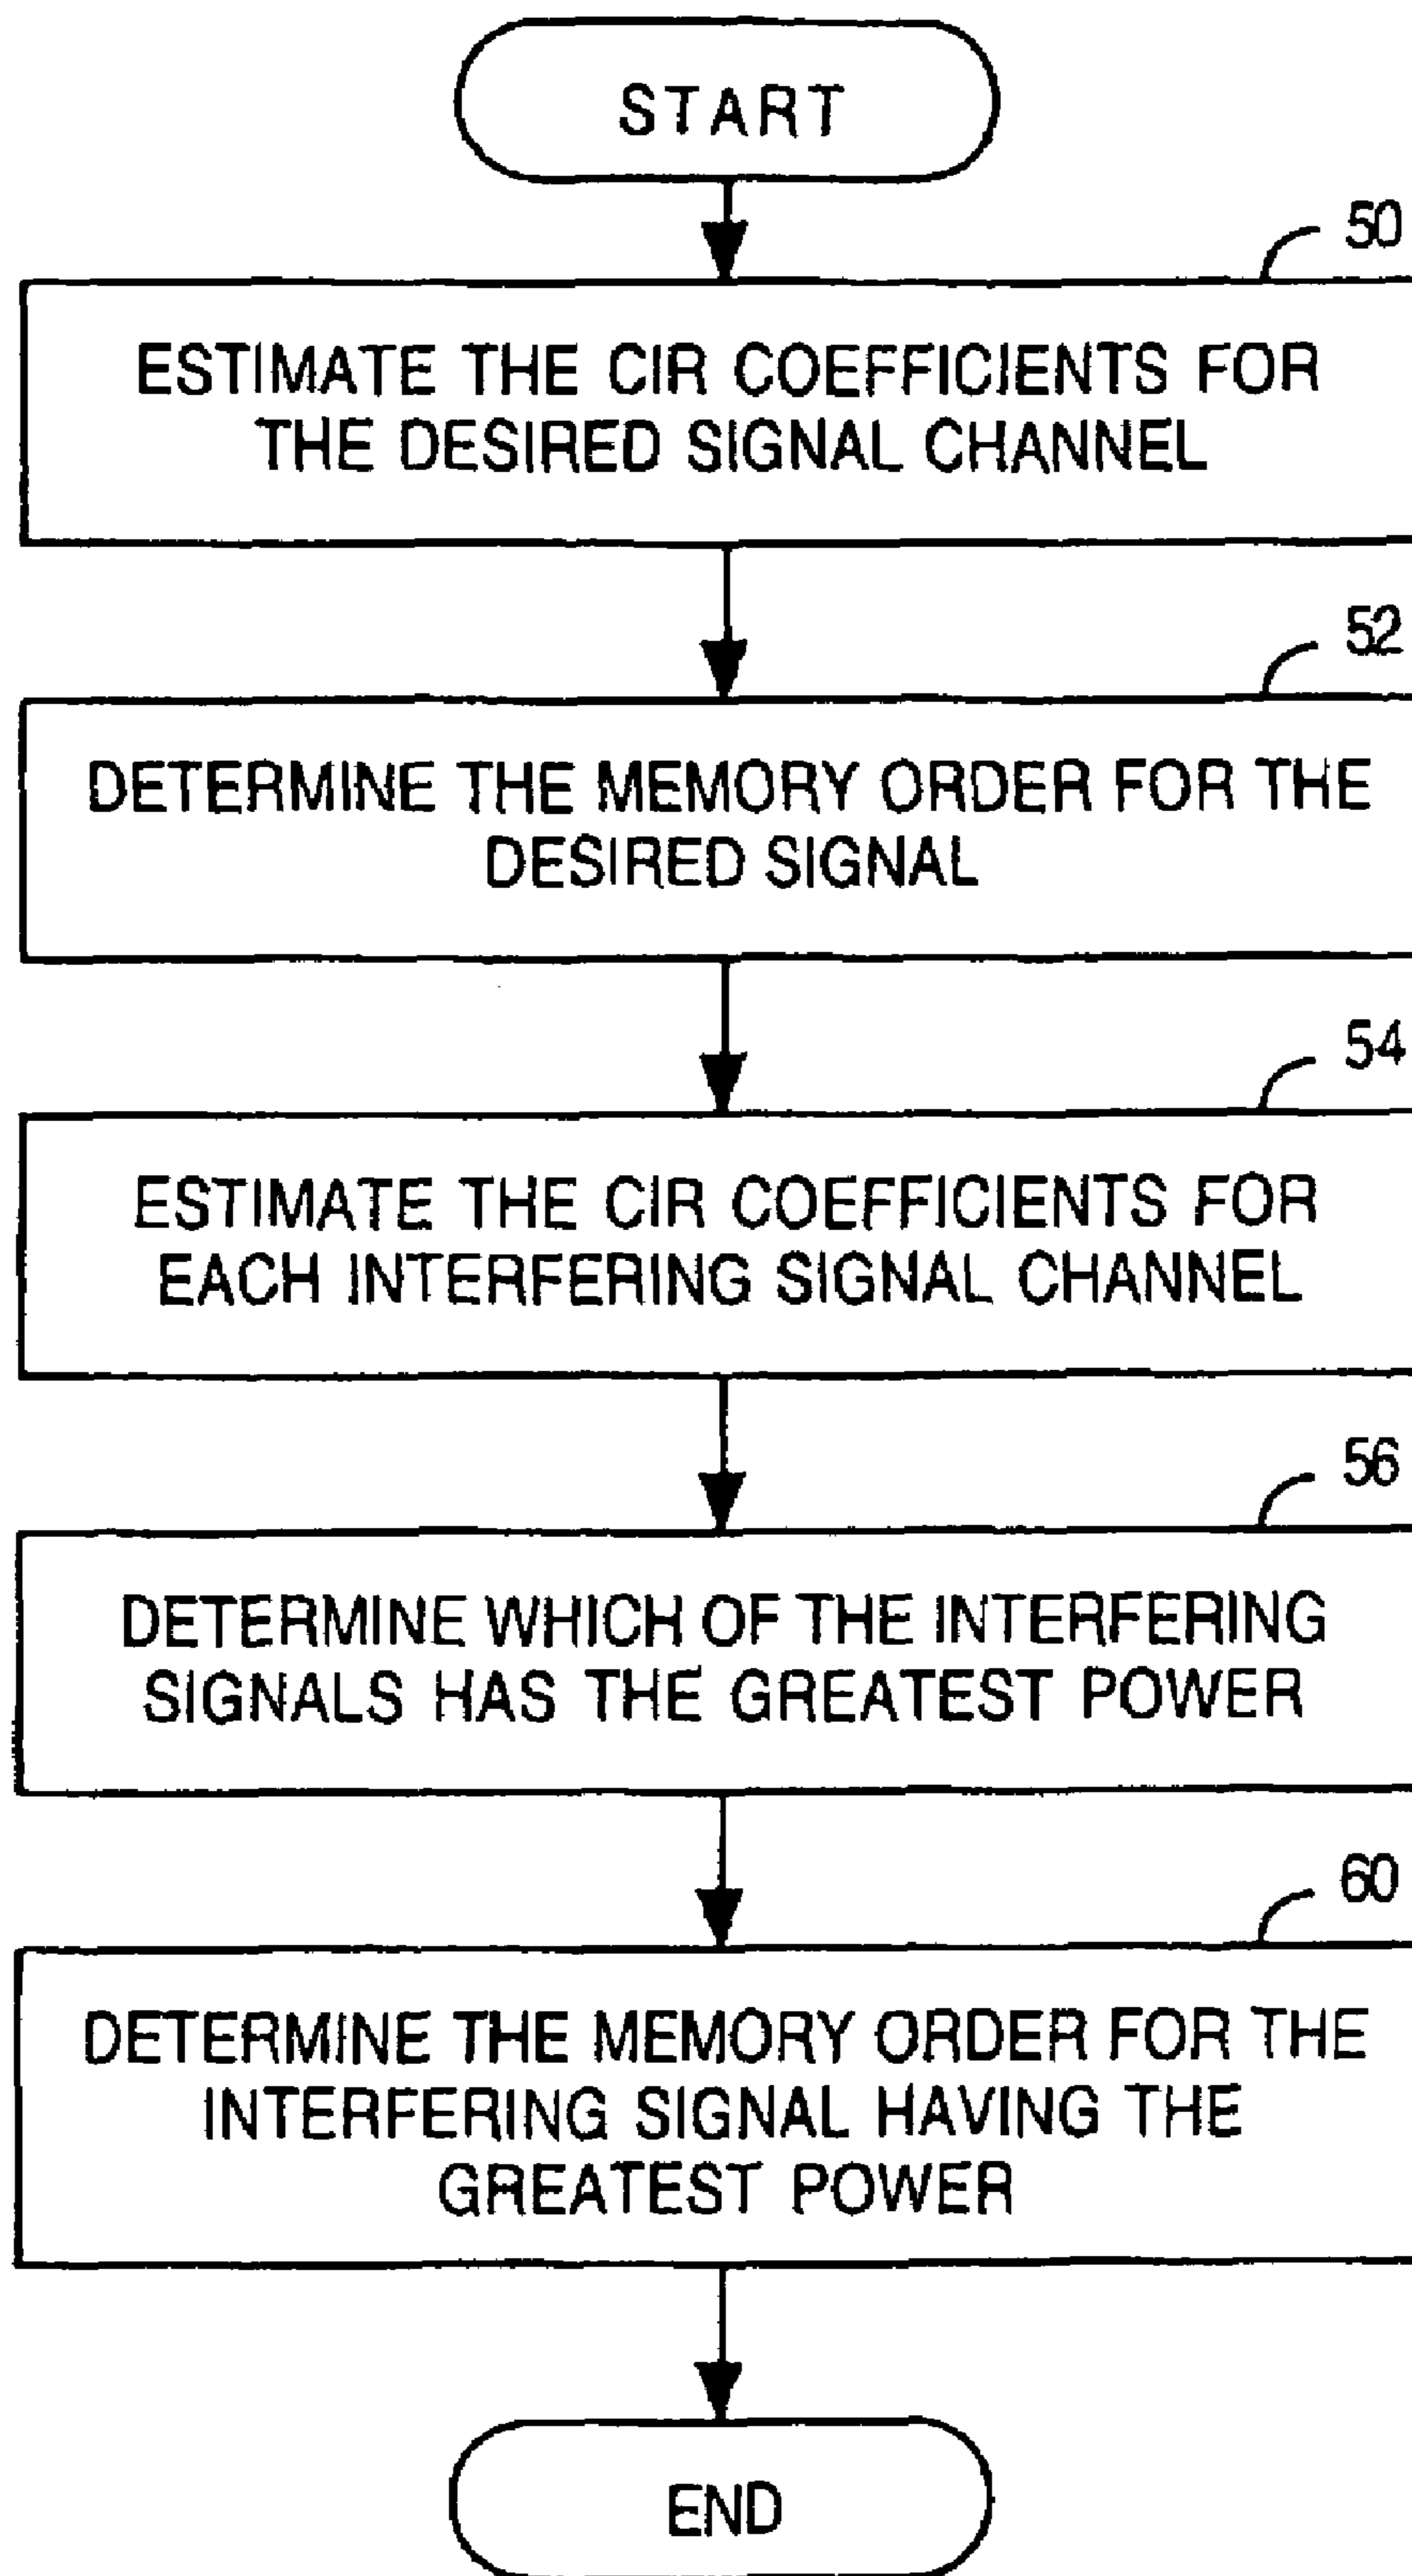 START
50
ESTIMATE THE CIR COEFFICIENTS FOR
THE DESIRED SIGNAL CHANNEL
52
DETERMINE THE MEMORY ORDER FOR THE
DESIRED SIGNAL
54
ESTIMATE THE CIR COEFFICIENTS FOR
EACH INTERFERING SIGNAL CHANNEL
56
DETERMINE WHICH OF THE INTERFERING
SIGNALS HAS THE GREATEST POWER
60
DETERMINE THE MEMORY ORDER FOR THE
INTERFERING SIGNAL HAVING THE
GREATEST POWER
END